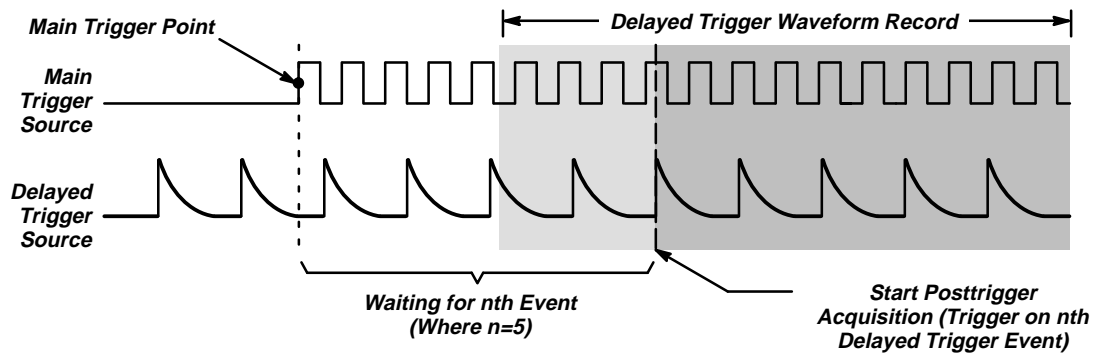 Delayed Trigger Waveform Record
Main Trigger Point
Main
Trigger
Source
Delayed
Trigger
Source
Waiting for nth Event
(Where n=5)
Start Posttrigger
Acquisition (Trigger on nth
Delayed Trigger Event)